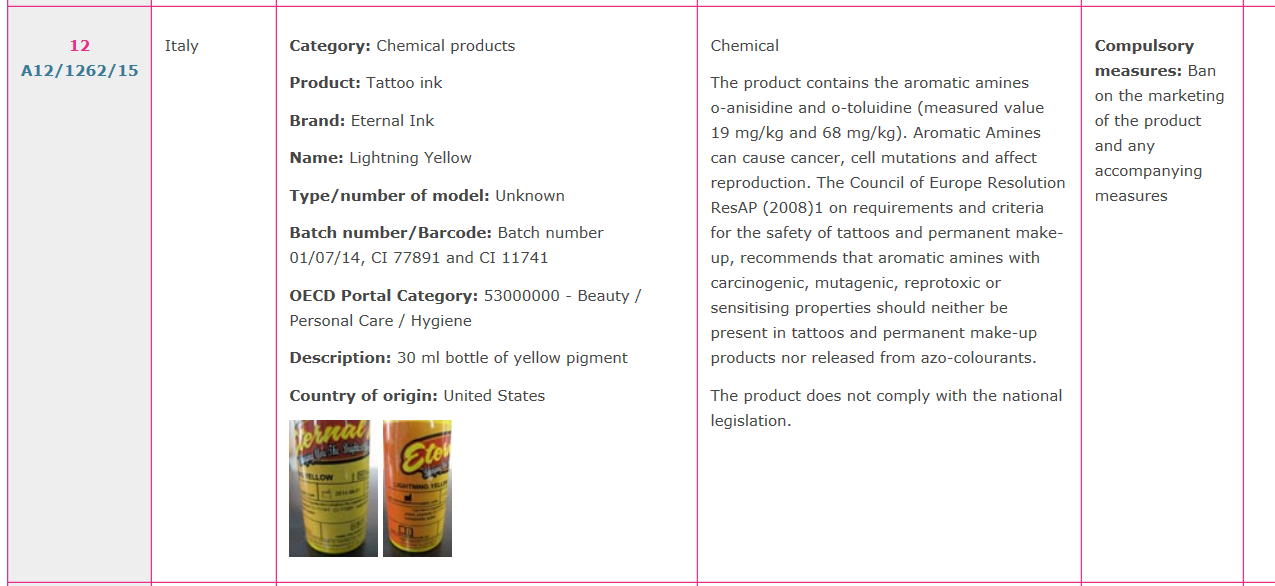 12
A12/1262/15
Italy
Category: Chemical products
Product: Tattoo ink
Brand: Eternal Ink
Name: Lightning Yellow
Type/number of model: Unknown
Batch number/Barcode: Batch number
01/07/14, CI 77891 and CI 11741
OECD Portal Category: 53000000 - Beauty /
Personal Care / Hygiene
Description: 30 ml bottle of yellow pigment
Country of origin: United States
Chemical
The product contains the aromatic amines
o-anisidine and o-toluidine (measured value
19 mg/kg and 68 mg/kg). Aromatic Amines
can cause cancer, cell mutations and affect
reproduction. The Council of Europe Resolution
ResAP (2008)1 on requirements and criteria
for the safety of tattoos and permanent make-
up, recommends that aromatic amines with
carcinogenic, mutagenic, reprotoxic or
sensitising properties should neither be
present in tattoos and permanent make-up
products nor released from azo-colourants.
The product does not comply with the national
legislation.
Compulsory
measures: Ban
on the marketing
of the product
and any
accompanying
measures
ternal
YELLOW
Eter
LIGHTNING YELL